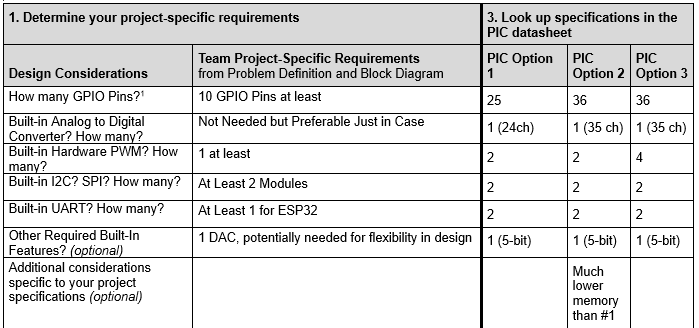 1. Determine your project-specific requirements
3. Look up specifications in the
PIC datasheet
Design Considerations
Team Project-Specific Requirements
from Problem Definition and Block Diagram
PIC Option
1
PIC
Option 2
PIC
Option 3
How many GPIO Pins?¹
10 GPIO Pins at least
25
36
36
Built-in Analog to Digital
Converter? How many?
Not Needed but Preferable Just in Case
1 (24ch)
1 (35 ch)
1 (35 ch)
Built-in Hardware PWM? How
many?
1 at least
2
2
4
Built-in I2C? SPI? How many?
At Least 2 Modules
2
2
2
Built-in UART? How many?
At Least 1 for ESP32
2
2
2
Other Required Built-In
Features? (optional)
1 DAC, potentially needed for flexibility in design
1 (5-bit)
1 (5-bit)
1 (5-bit)
Additional considerations
specific to your project
specifications (optional)
Much
lower
memory
than #1